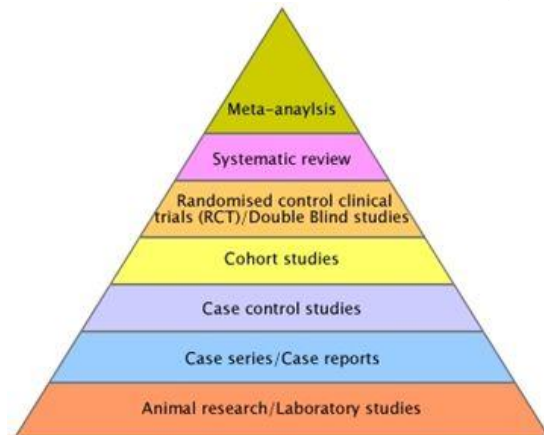 Meta-anaylsis
Systematic review
Randomised control clinical
trials (RCT)/Double Blind studies
Cohort studies
Case control studies
Case series/Case reports
Animal research/Laboratory studies